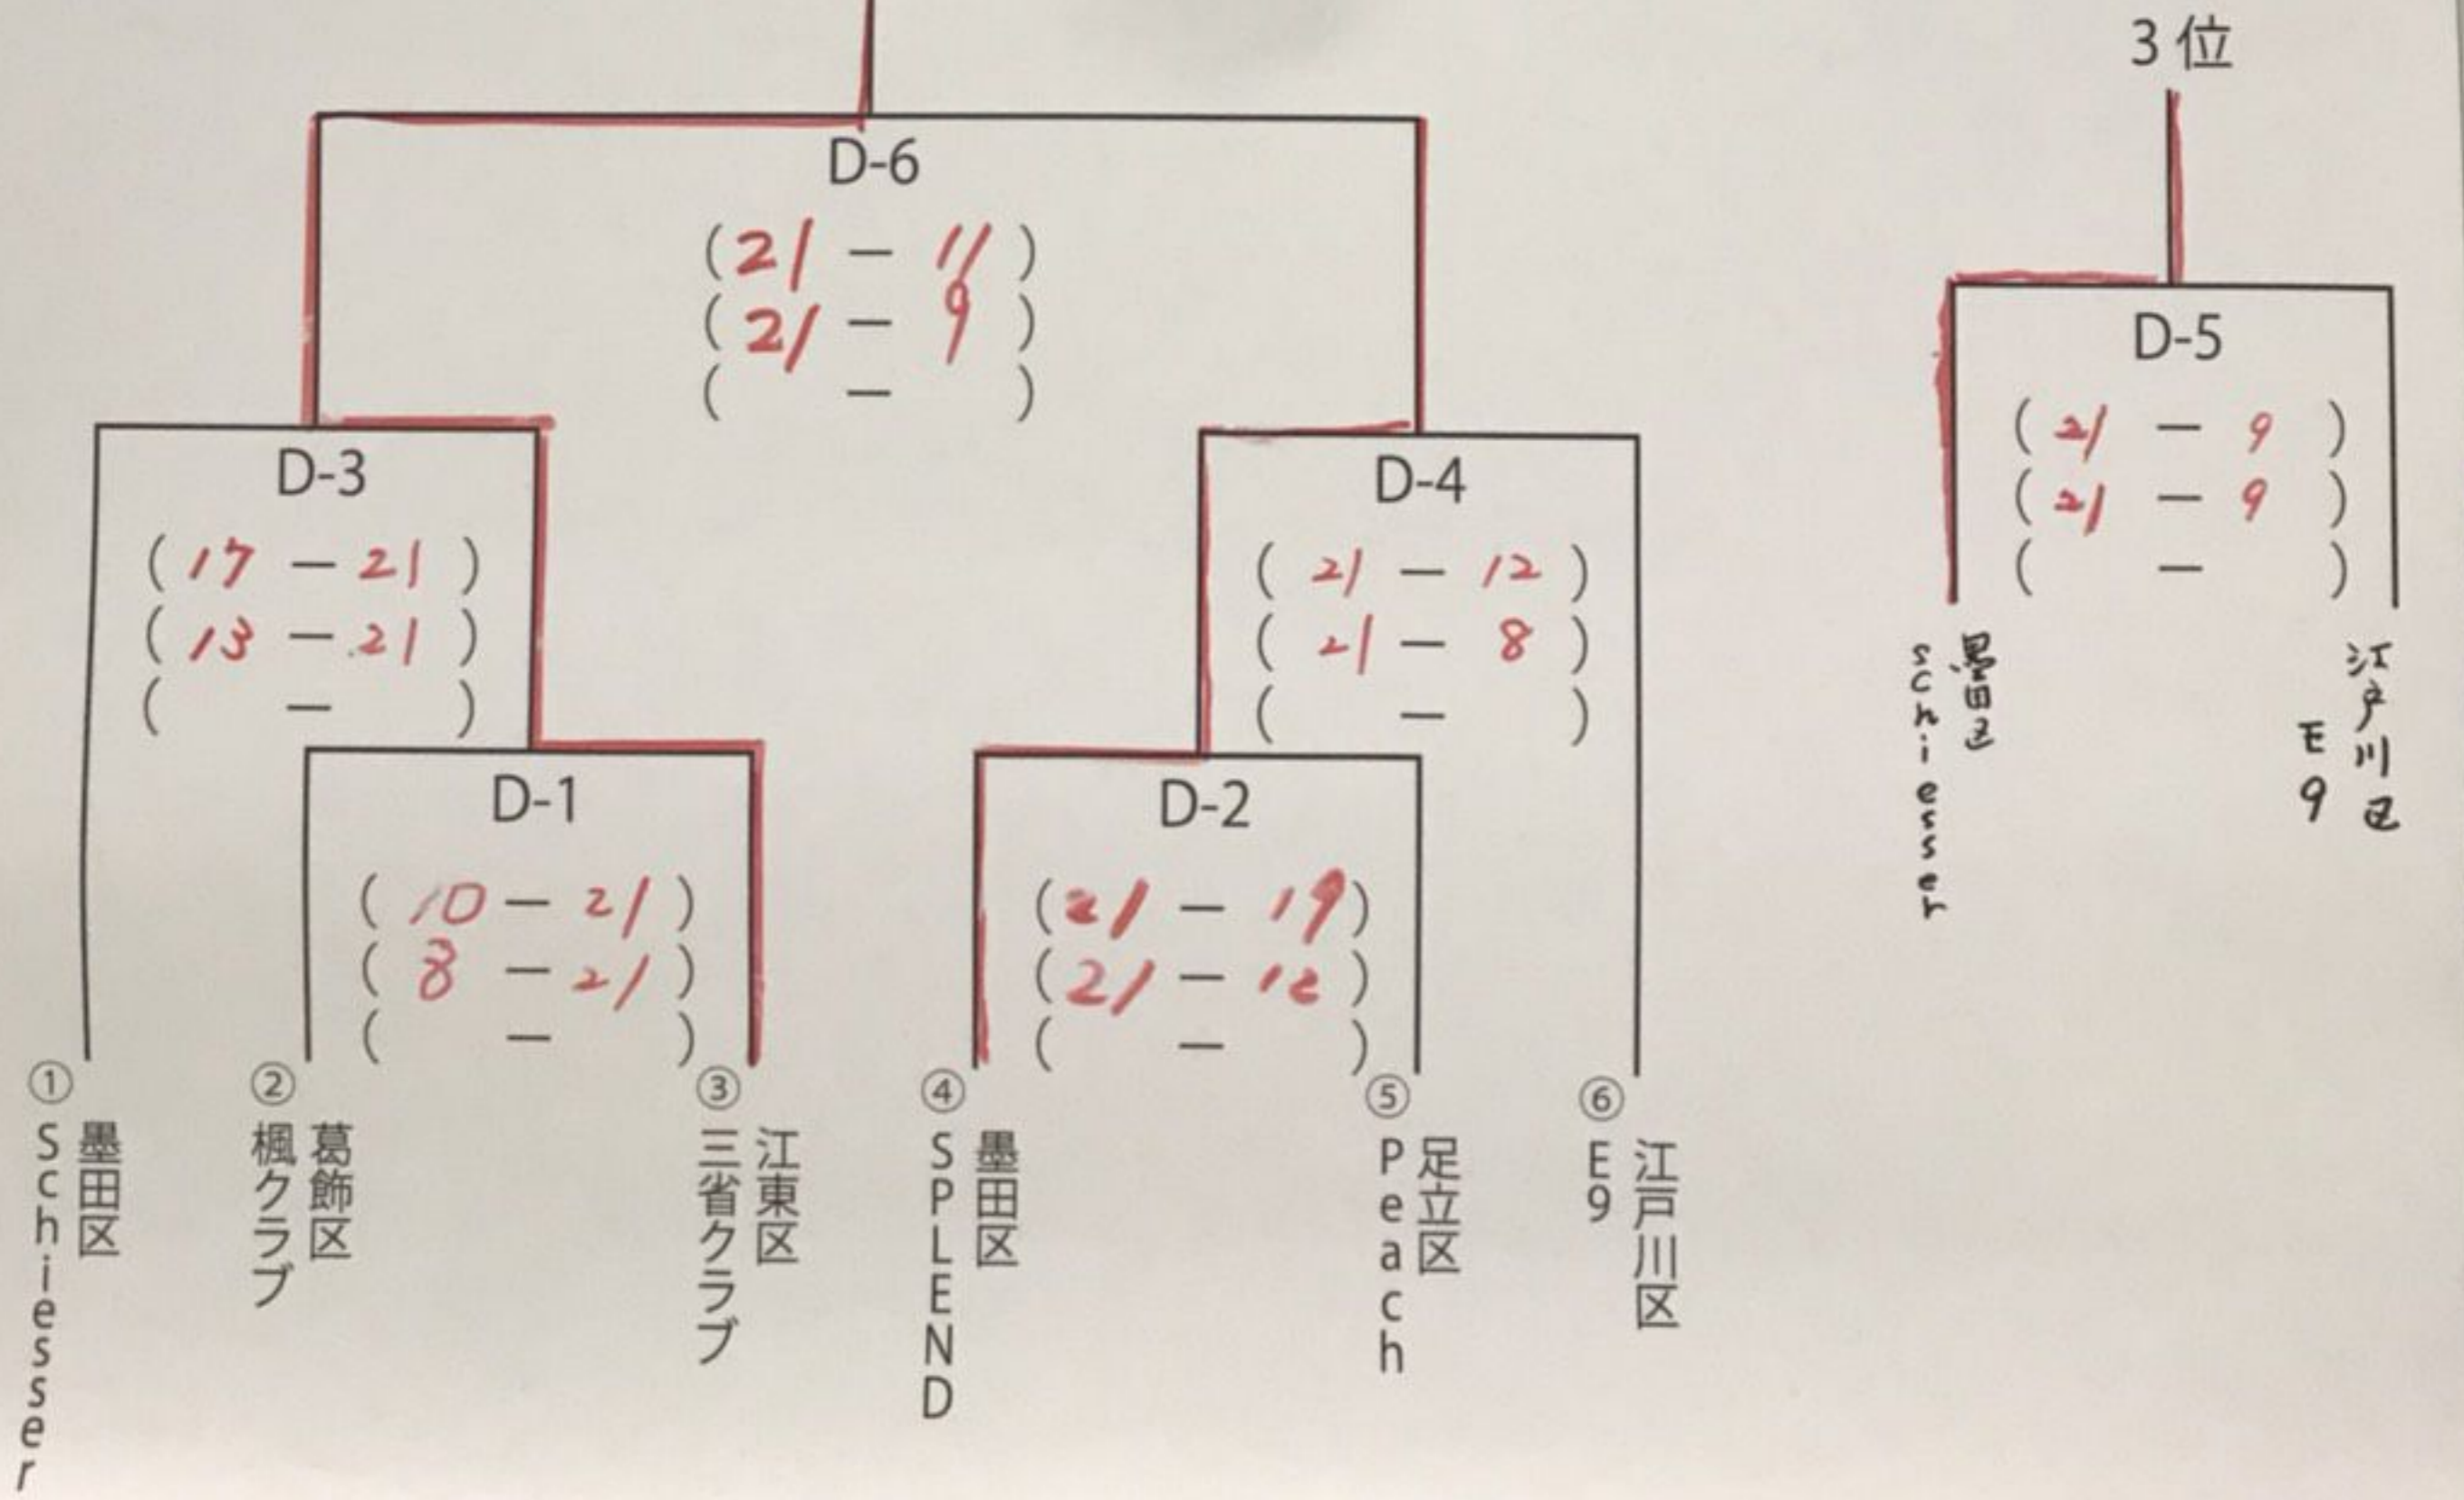 3位
D-6
(21 — 11)
(21 — 9)
( — )
D-5
(21 — 9)
(21 — 9)
( — )
墨田区
schiesser
江戸川区
E9
D-3
(17 — 21)
(13 — 21)
( — )
D-4
(21 — 12)
(21 — 8)
( — )
D-1
(10 — 21)
(8 — 21)
( — )
D-2
(21 — 19)
(21 — 12)
( — )
①
墨田区
Schiesser
②
葛飾区
楓クラブ
③
江東区
三省クラブ
④
墨田区
SPLEND
⑤
足立区
Peach
⑥
江戸川区
E9